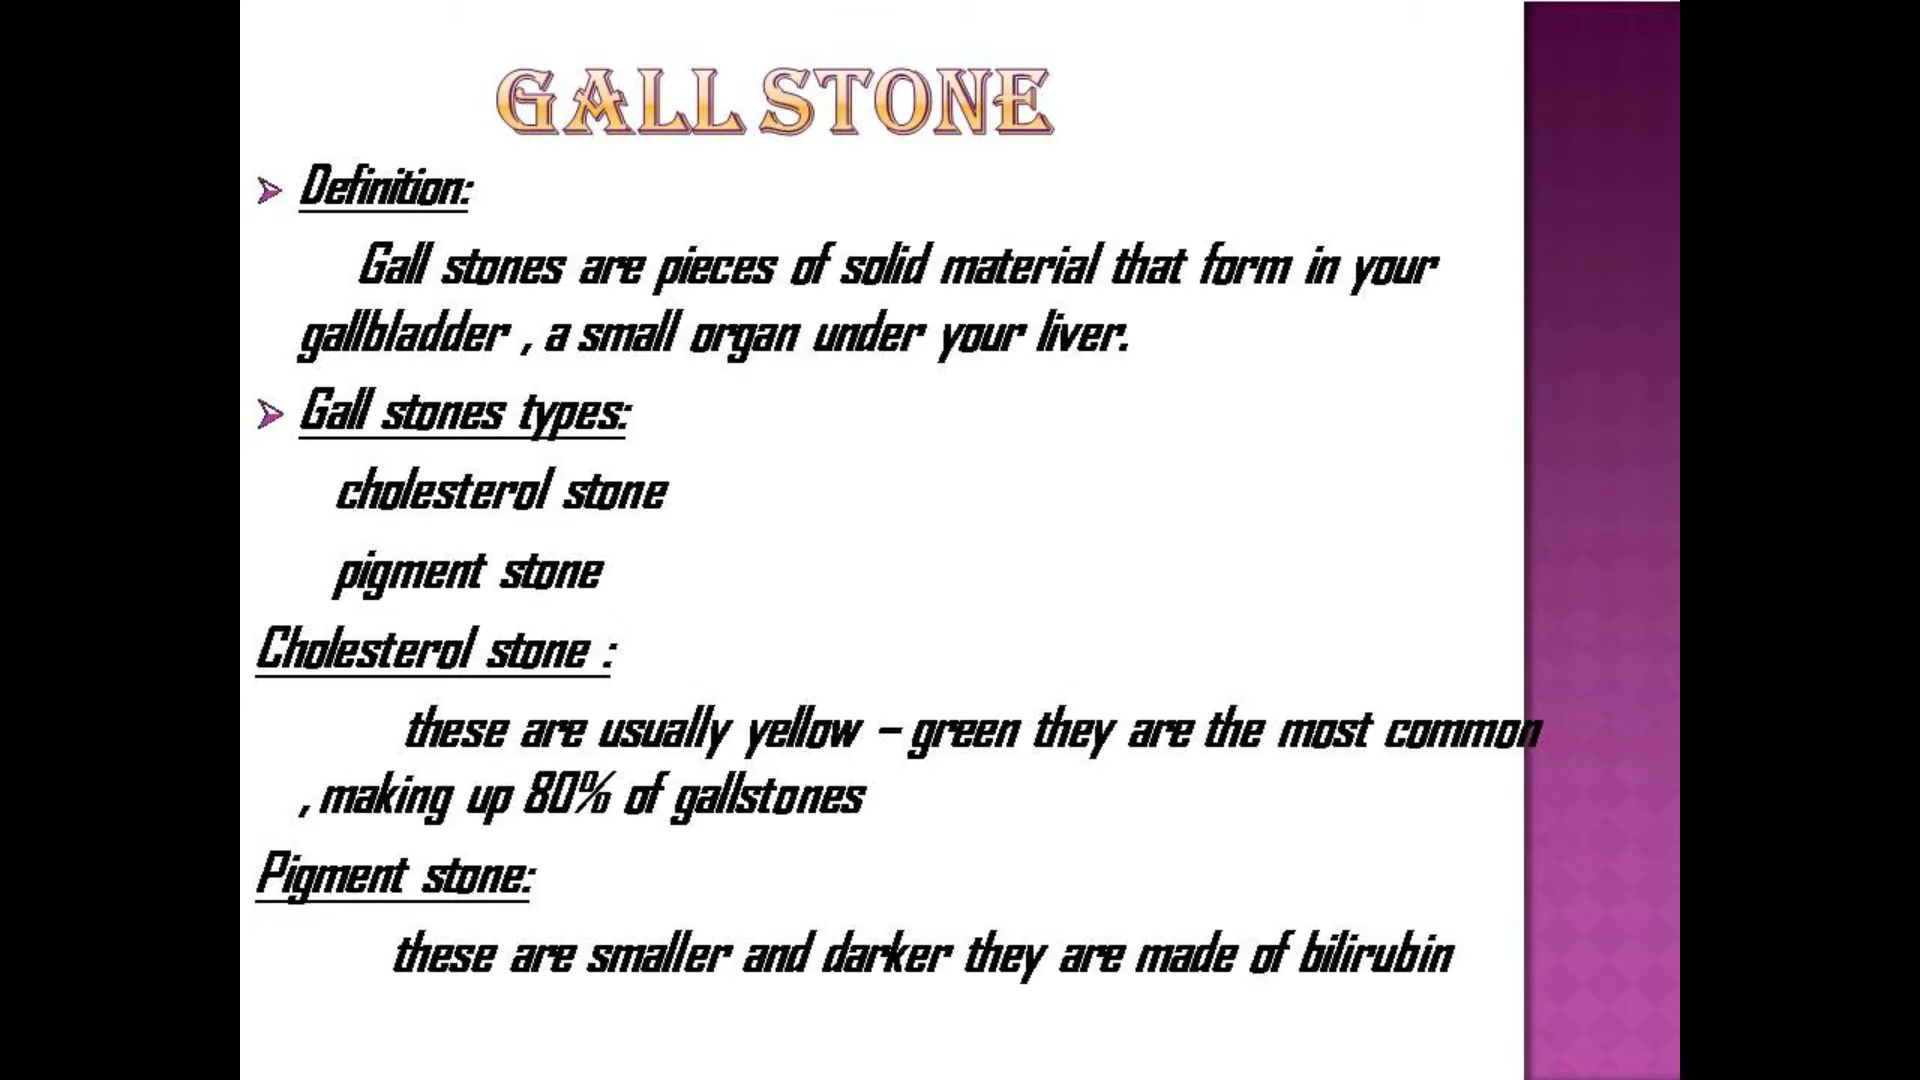 GALL STONE
Definition:
Gall stones are pieces of solid material that form in your
gallbladder , a small organ under your liver.
Gall stones types:
cholesterol stone
pigment stone
Cholesterol stone :
these are usually yellow – green they are the most common
, making up 80% of gallstones
Pigment stone:
these are smaller and darker they are made of bilirubin